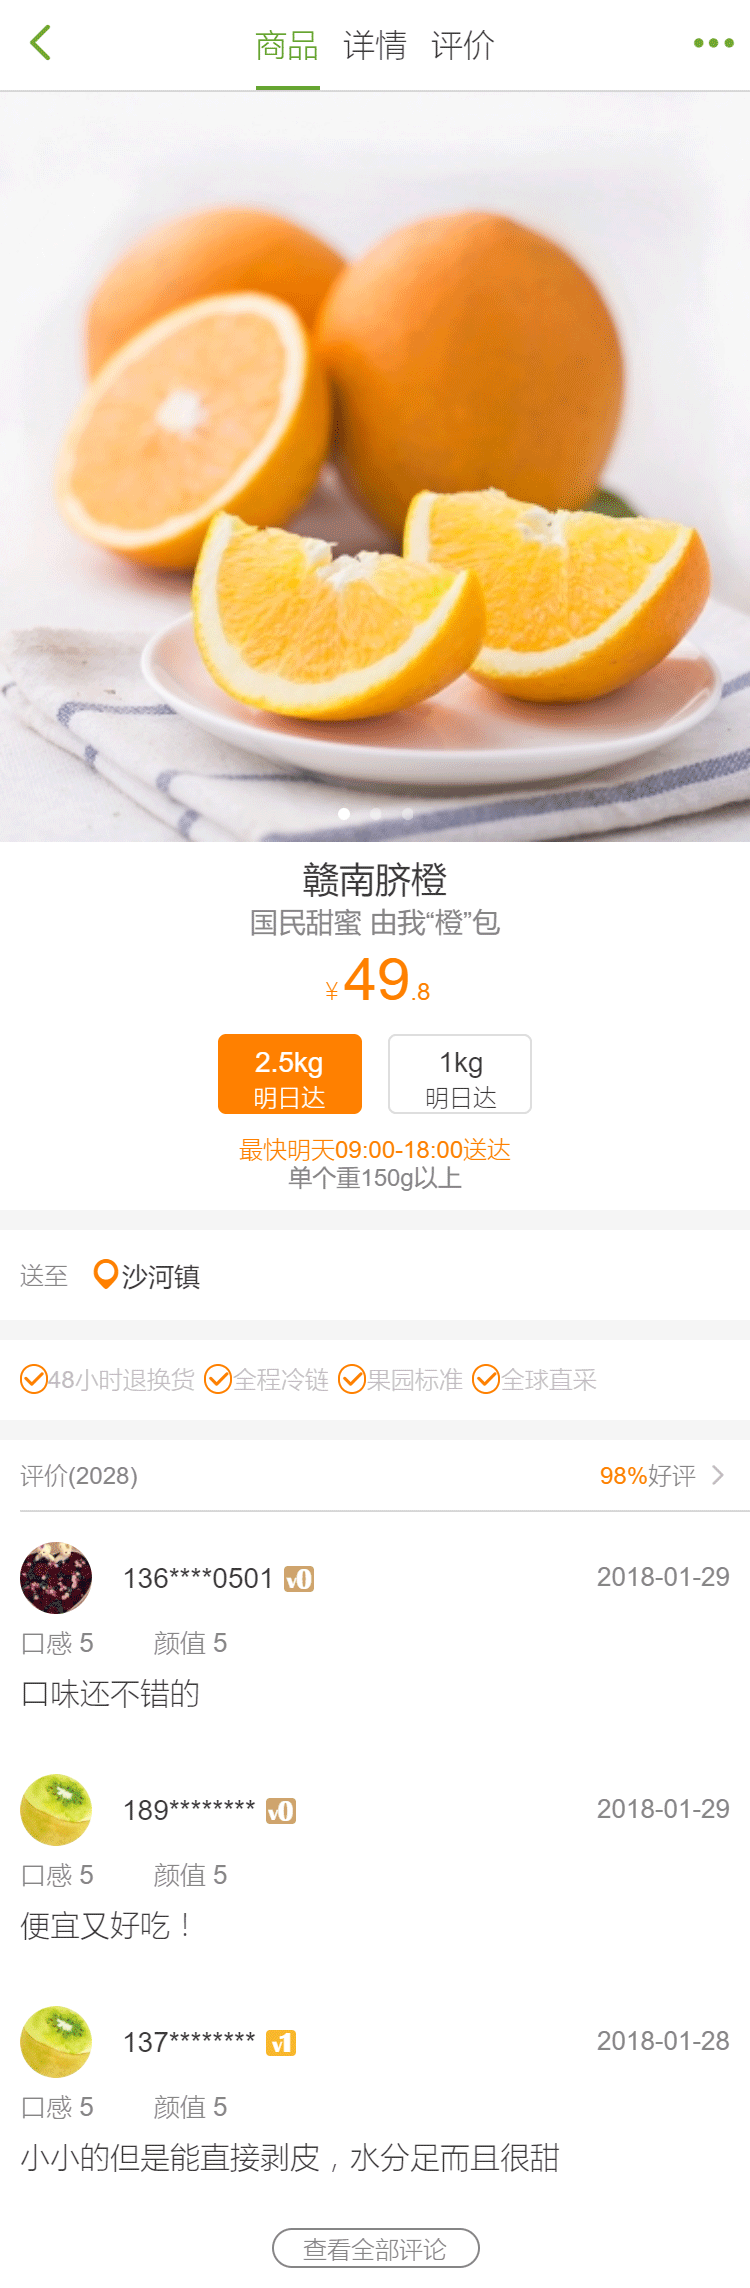 商品 详情 评价
赣南脐橙
国民甜蜜 由我“橙”包
¥49.8
2.5kg 1kg
明日达 明日达
最快明天09:00-18:00送达
单个重150g以上
送至 沙河镇
48小时退换货 全程冷链 果园标准 全球直采
评价(2028) 98%好评
136****0501 v0 2018-01-29
口感 5 颜值 5
口味还不错的
189******** v0 2018-01-29
口感 5 颜值 5
便宜又好吃！
137******** v1 2018-01-28
口感 5 颜值 5
小小的但是能直接剥皮，水分足而且很甜
查看全部评论